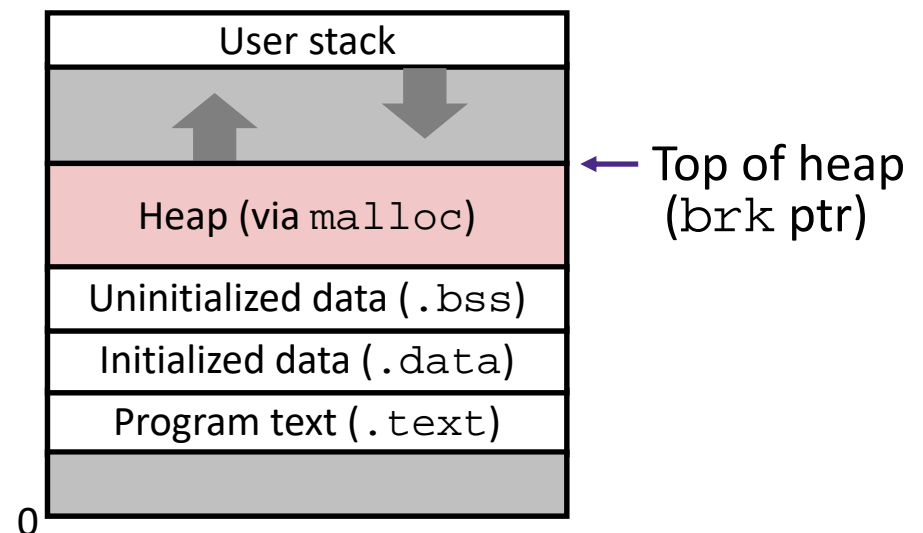 User stack
Top of heap
(brk ptr)
Heap (via malloc)
Uninitialized data (.bss)
Initialized data (.data)
Program text (.text)
0